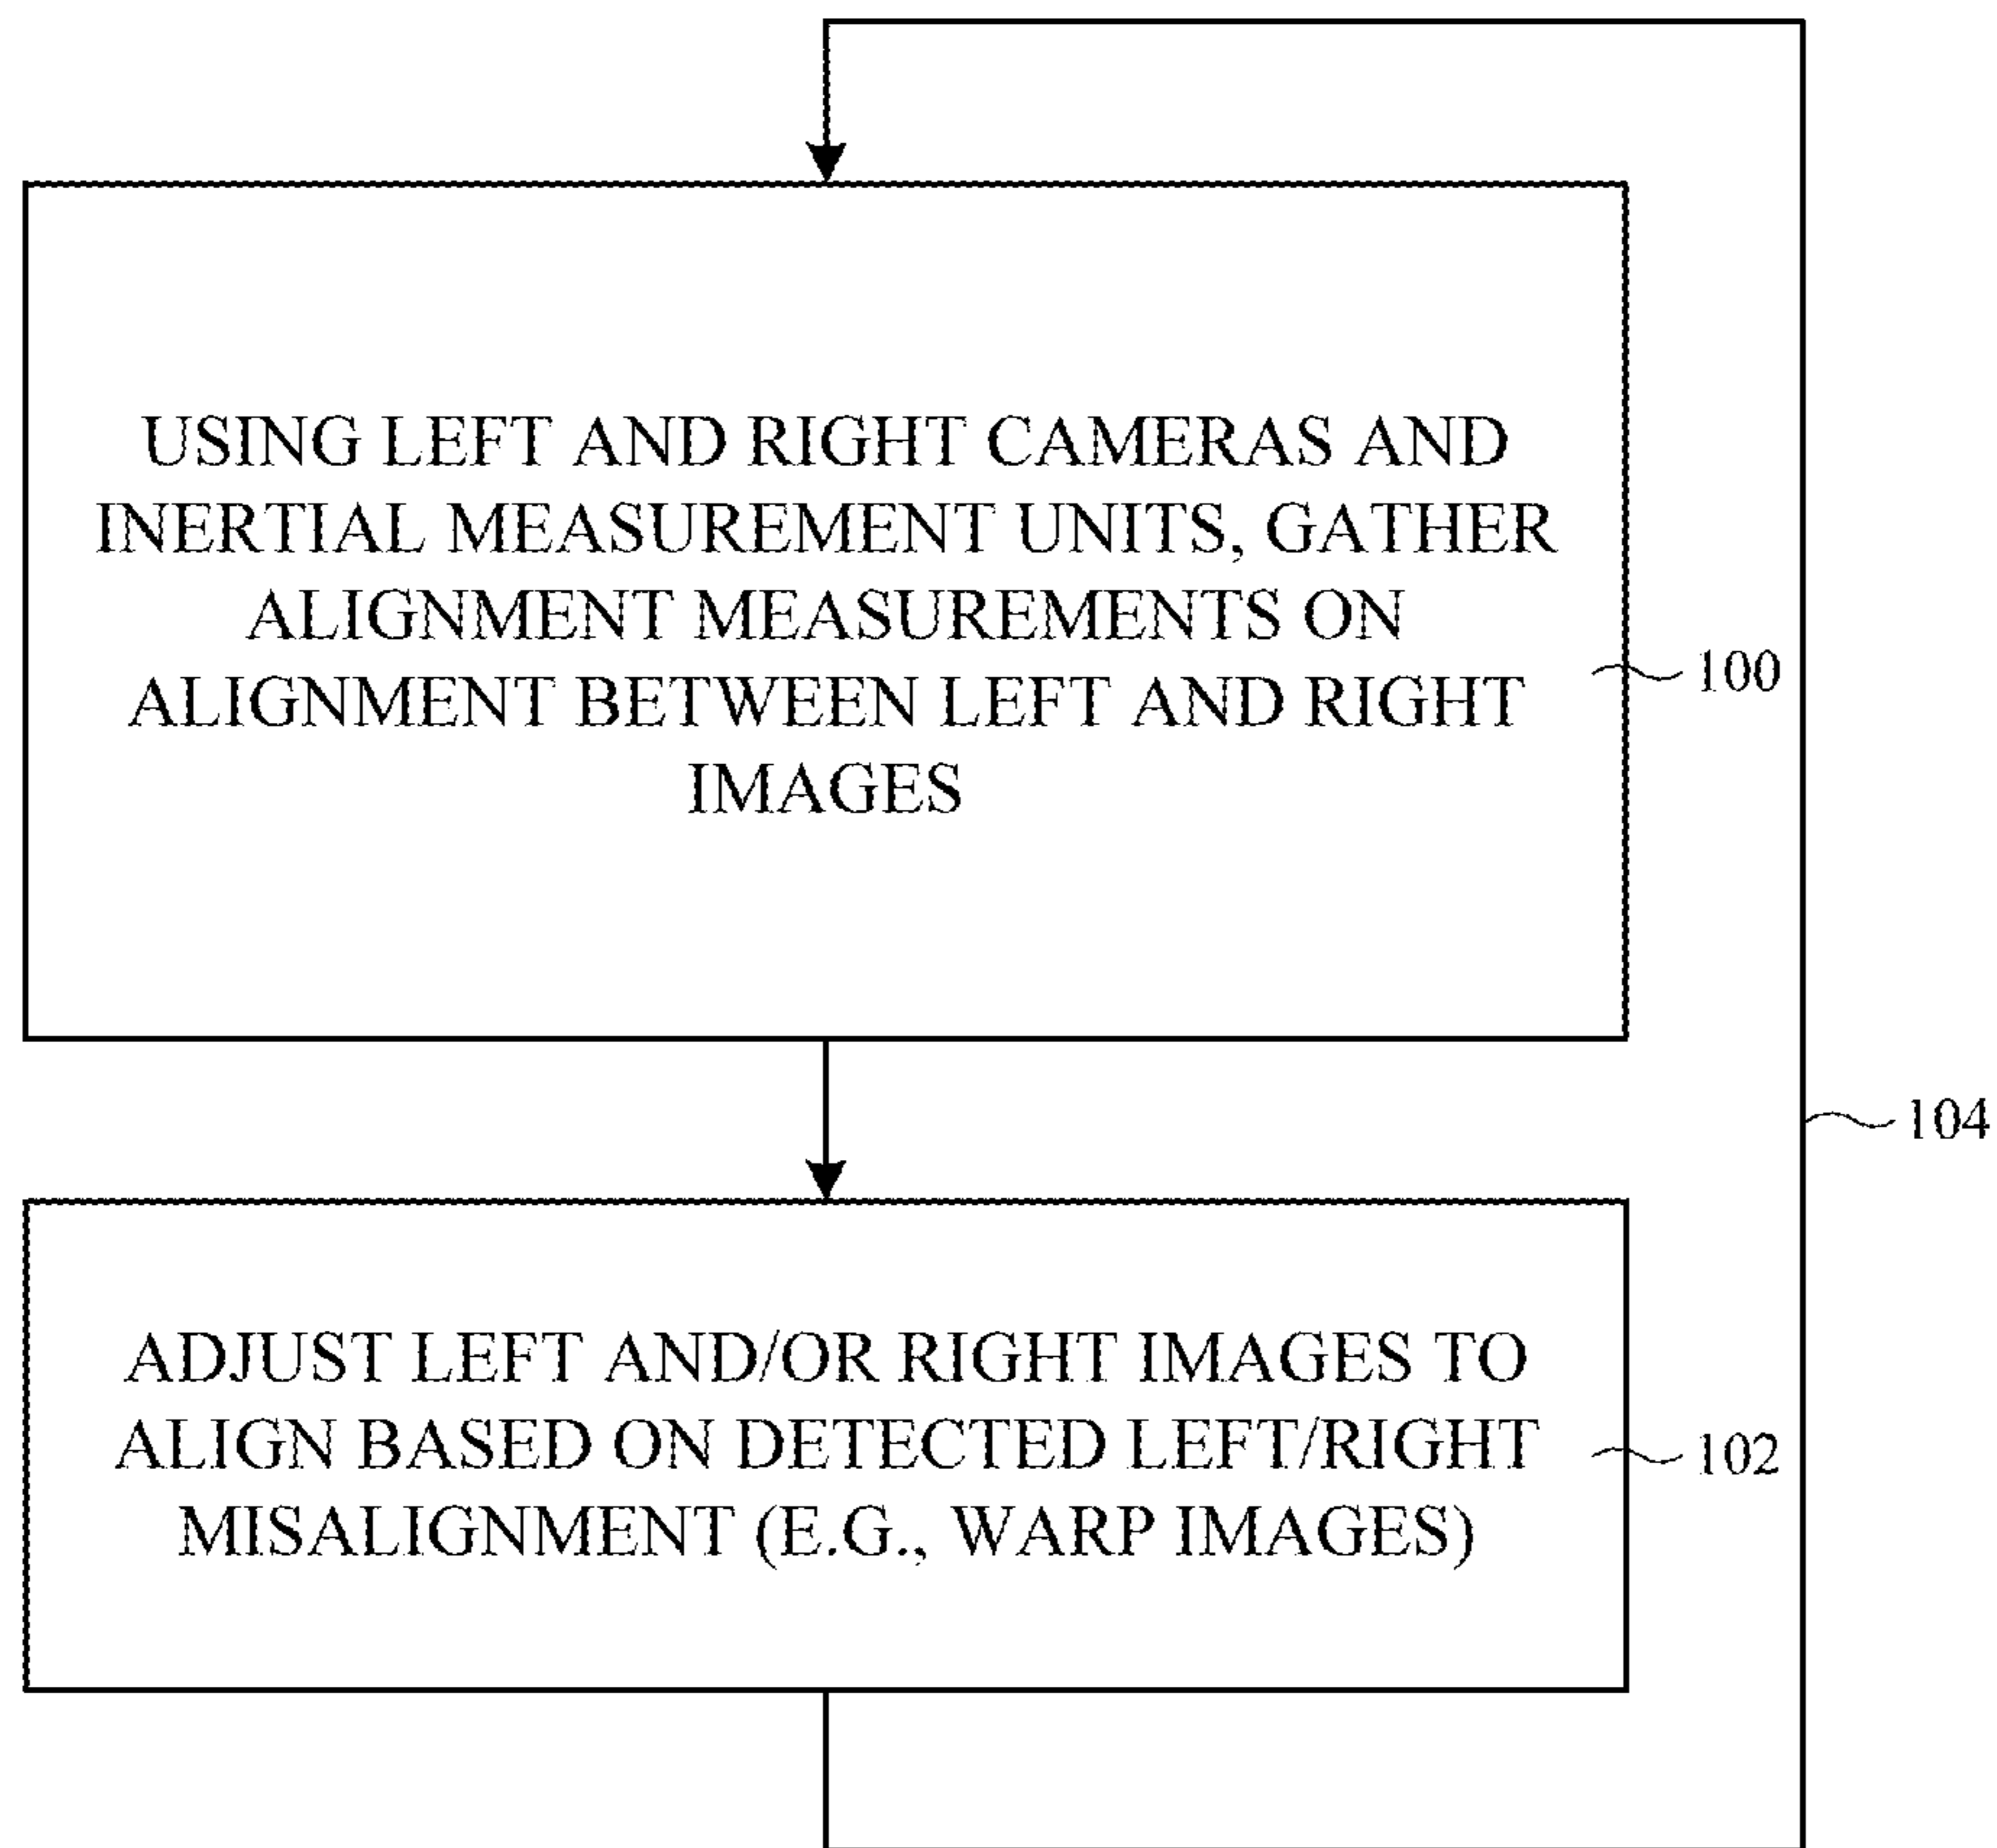 USING LEFT AND RIGHT CAMERAS AND
INERTIAL MEASUREMENT UNITS, GATHER
ALIGNMENT MEASUREMENTS ON
ALIGNMENT BETWEEN LEFT AND RIGHT
IMAGES
100
104
ADJUST LEFT AND/OR RIGHT IMAGES TO
ALIGN BASED ON DETECTED LEFT/RIGHT
MISALIGNMENT (E.G., WARP IMAGES)
102